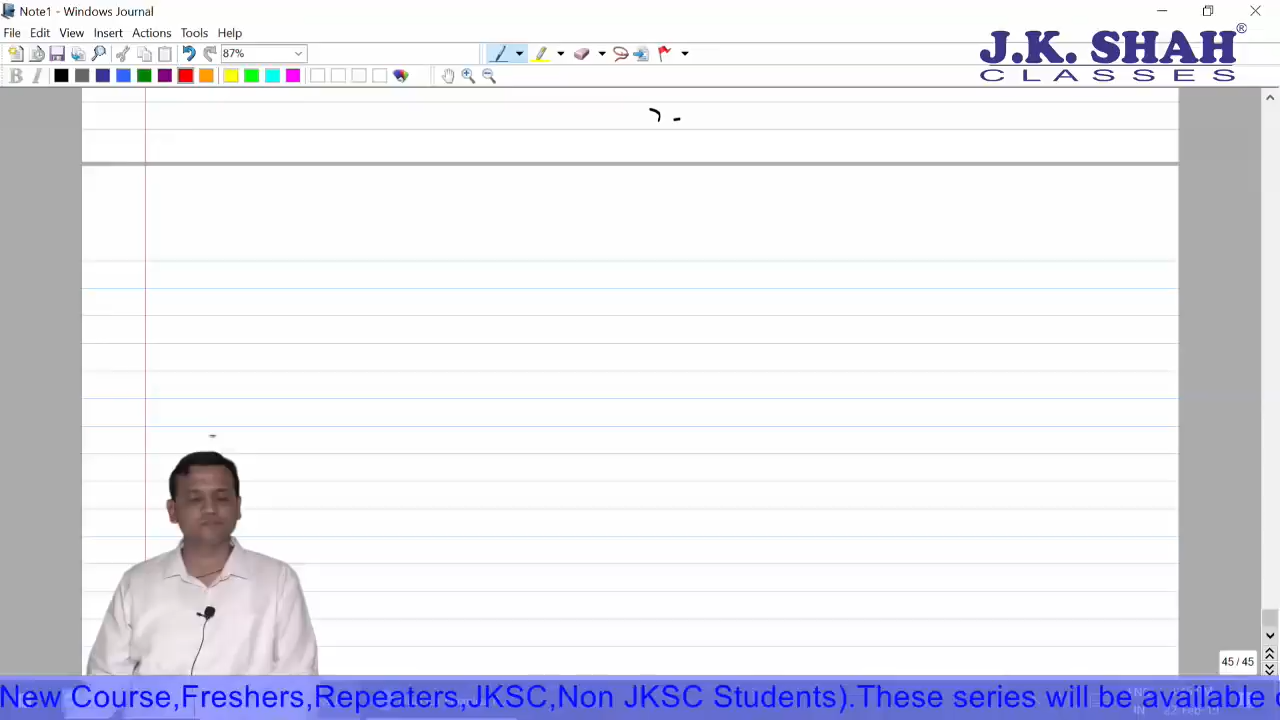 Note1 - Windows Journal
File Edit View Insert Actions Tools Help
87%
J.K. SHAH®
CLASSES
45 / 45
New Course,Freshers,Repeaters,JKSC,Non JKSC Students).These series will be available